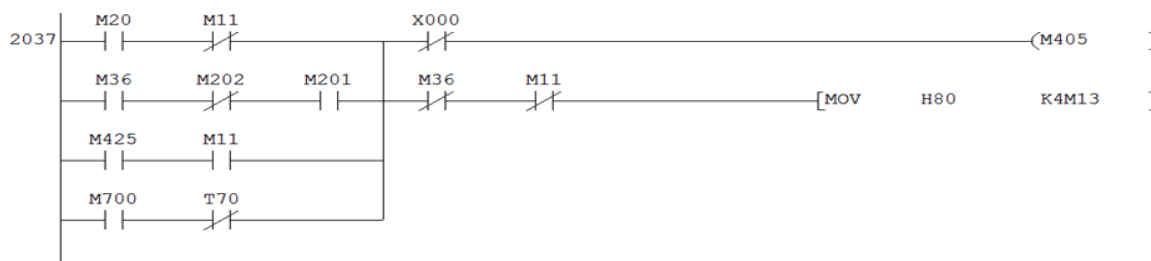 M20 M11 X000
2037 (M405 ]
M36 M202 M201 M36 M11
[MOV H80 K4M13 ]
M425 M11
M700 T70